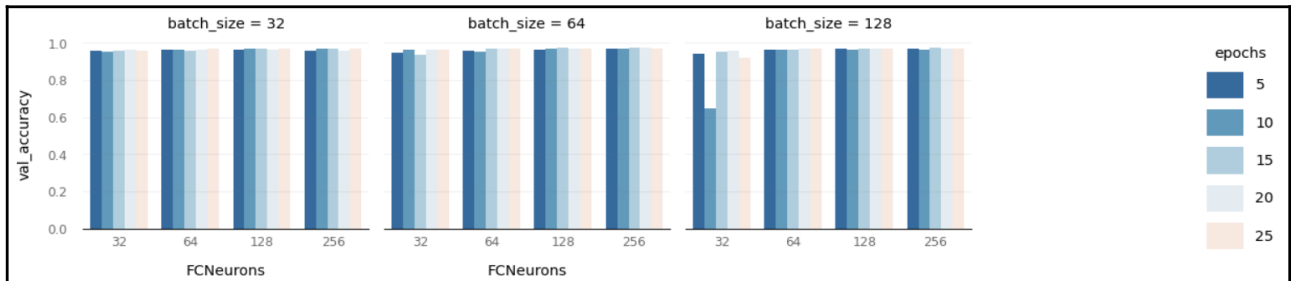 batch_size = 32
batch_size = 64
batch_size = 128
val_accuracy
1.0
0.8
0.6
0.4
0.2
0.0
32 64 128 256
32 64 128 256
32 64 128 256
FCNeurons
FCNeurons
epochs
5
10
15
20
25